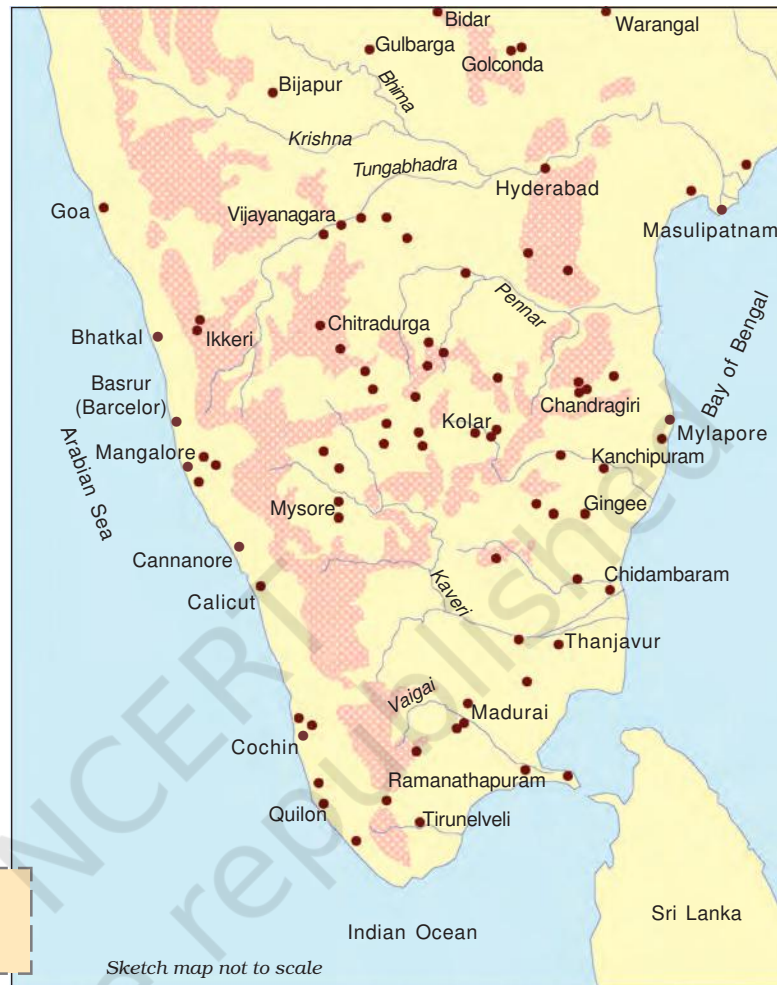 Bidar
Warangal
Gulbarga
Golconda
Bhima
Bijapur
Krishna
Tungabhadra
Hyderabad
Goa
Vijayanagara
Masulipatnam
Pennar
Chitradurga
Ikkeri
Bhatkal
Bay of Bengal
Basrur
(Barcelor)
Chandragiri
Kolar
Mylapore
Arabian Sea
Mangalore
Kanchipuram
Mysore
Gingee
Cannanore
Kaveri
Chidambaram
Calicut
Thanjavur
Vaigai
Madurai
Cochin
Ramanathapuram
Quilon
Tirunelveli
Sri Lanka
Indian Ocean
Sketch map not to scale
NCERT
republished